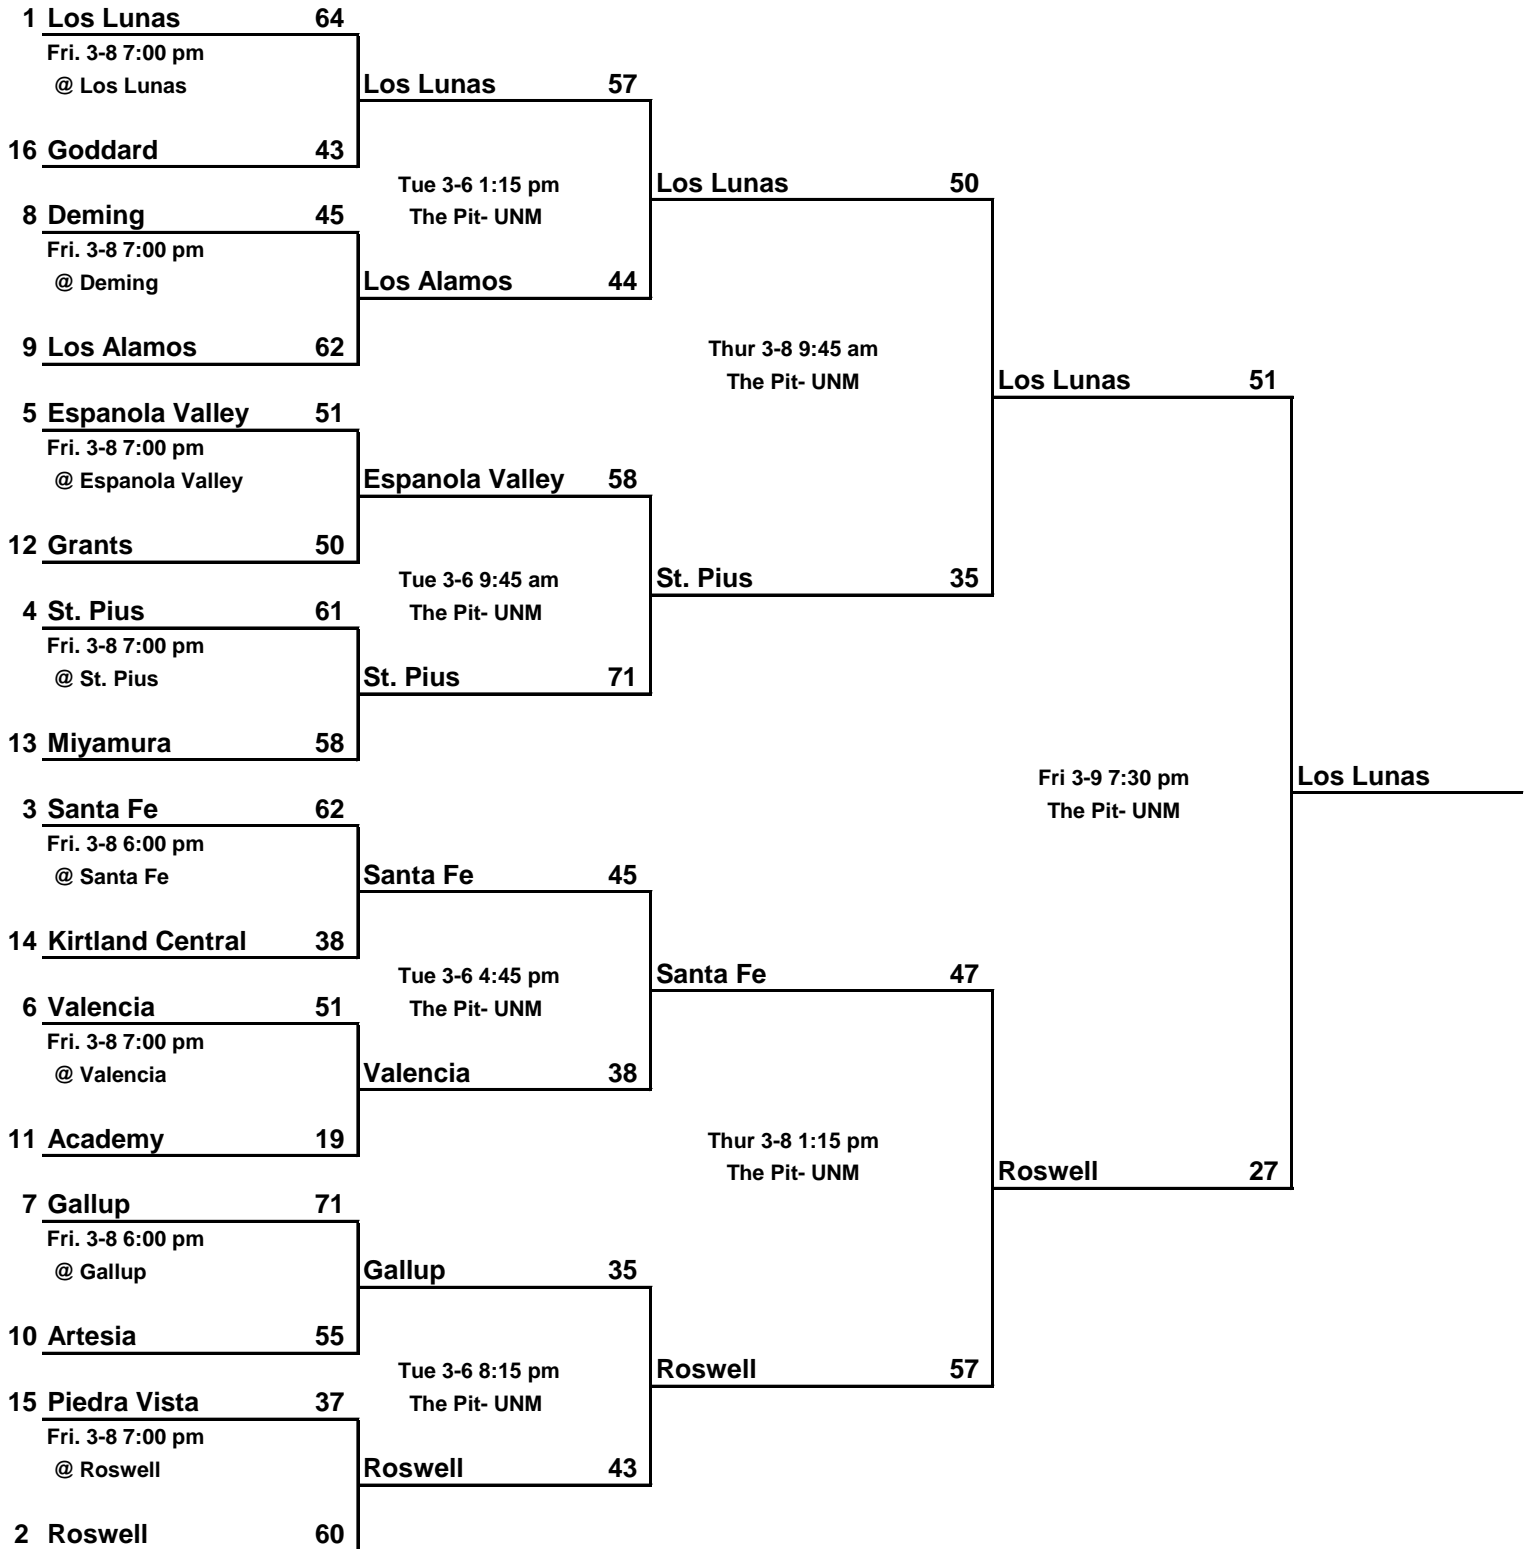 1 Los Lunas 64
Fri. 3-8 7:00 pm
@ Los Lunas
16 Goddard 43
8 Deming 45
Fri. 3-8 7:00 pm
@ Deming
9 Los Alamos 62
5 Espanola Valley 51
Fri. 3-8 7:00 pm
@ Espanola Valley
12 Grants 50
4 St. Pius 61
Fri. 3-8 7:00 pm
@ St. Pius
13 Miyamura 58
3 Santa Fe 62
Fri. 3-8 6:00 pm
@ Santa Fe
14 Kirtland Central 38
6 Valencia 51
Fri. 3-8 7:00 pm
@ Valencia
11 Academy 19
7 Gallup 71
Fri. 3-8 6:00 pm
@ Gallup
10 Artesia 55
15 Piedra Vista 37
Fri. 3-8 7:00 pm
@ Roswell
2 Roswell 60
Los Lunas 57
Tue 3-6 1:15 pm
The Pit- UNM
Los Alamos 44
Espanola Valley 58
Tue 3-6 9:45 am
The Pit- UNM
St. Pius 71
Santa Fe 45
Tue 3-6 4:45 pm
The Pit- UNM
Valencia 38
Gallup 35
Tue 3-6 8:15 pm
The Pit- UNM
Roswell 43
Los Lunas 50
Thur 3-8 9:45 am
The Pit- UNM
St. Pius 35
Santa Fe 47
Thur 3-8 1:15 pm
The Pit- UNM
Roswell 57
Los Lunas 51
Fri 3-9 7:30 pm
The Pit- UNM
Roswell 27
Los Lunas